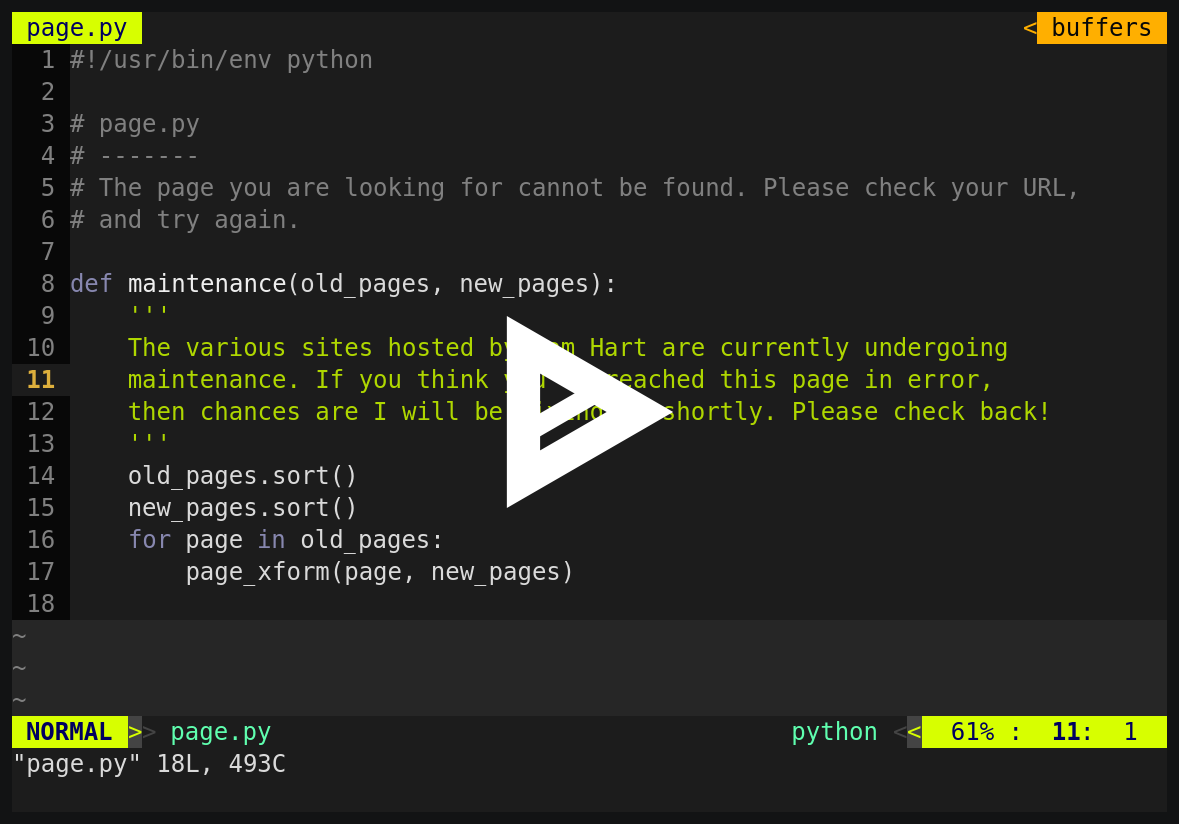 page.py < buffers
1 #!/usr/bin/env python
2
3 # page.py
4 # -------
5 # The page you are looking for cannot be found. Please check your URL,
6 # and try again.
7
8 def maintenance(old_pages, new_pages):
9 '''
10 The various sites hosted by Hart are currently undergoing
11 maintenance. If you think reached this page in error,
12 then chances are I will be shortly. Please check back!
13 '''
14 old_pages.sort()
15 new_pages.sort()
16 for page in old_pages:
17 page_xform(page, new_pages)
18
~
~
~
NORMAL >> page.py python << 61% : 11: 1
"page.py" 18L, 493C